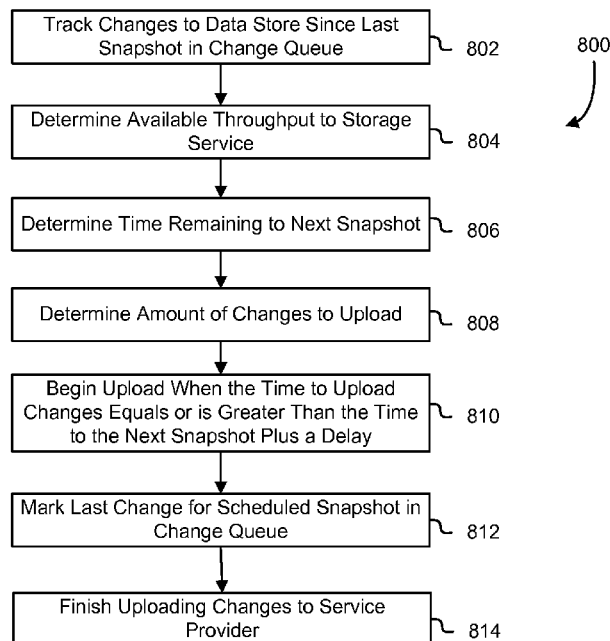 Track Changes to Data Store Since Last
Snapshot in Change Queue
802
800
Determine Available Throughput to Storage
Service
804
Determine Time Remaining to Next Snapshot
806
Determine Amount of Changes to Upload
808
Begin Upload When the Time to Upload
Changes Equals or is Greater Than the Time
to the Next Snapshot Plus a Delay
810
Mark Last Change for Scheduled Snapshot in
Change Queue
812
Finish Uploading Changes to Service
Provider
814